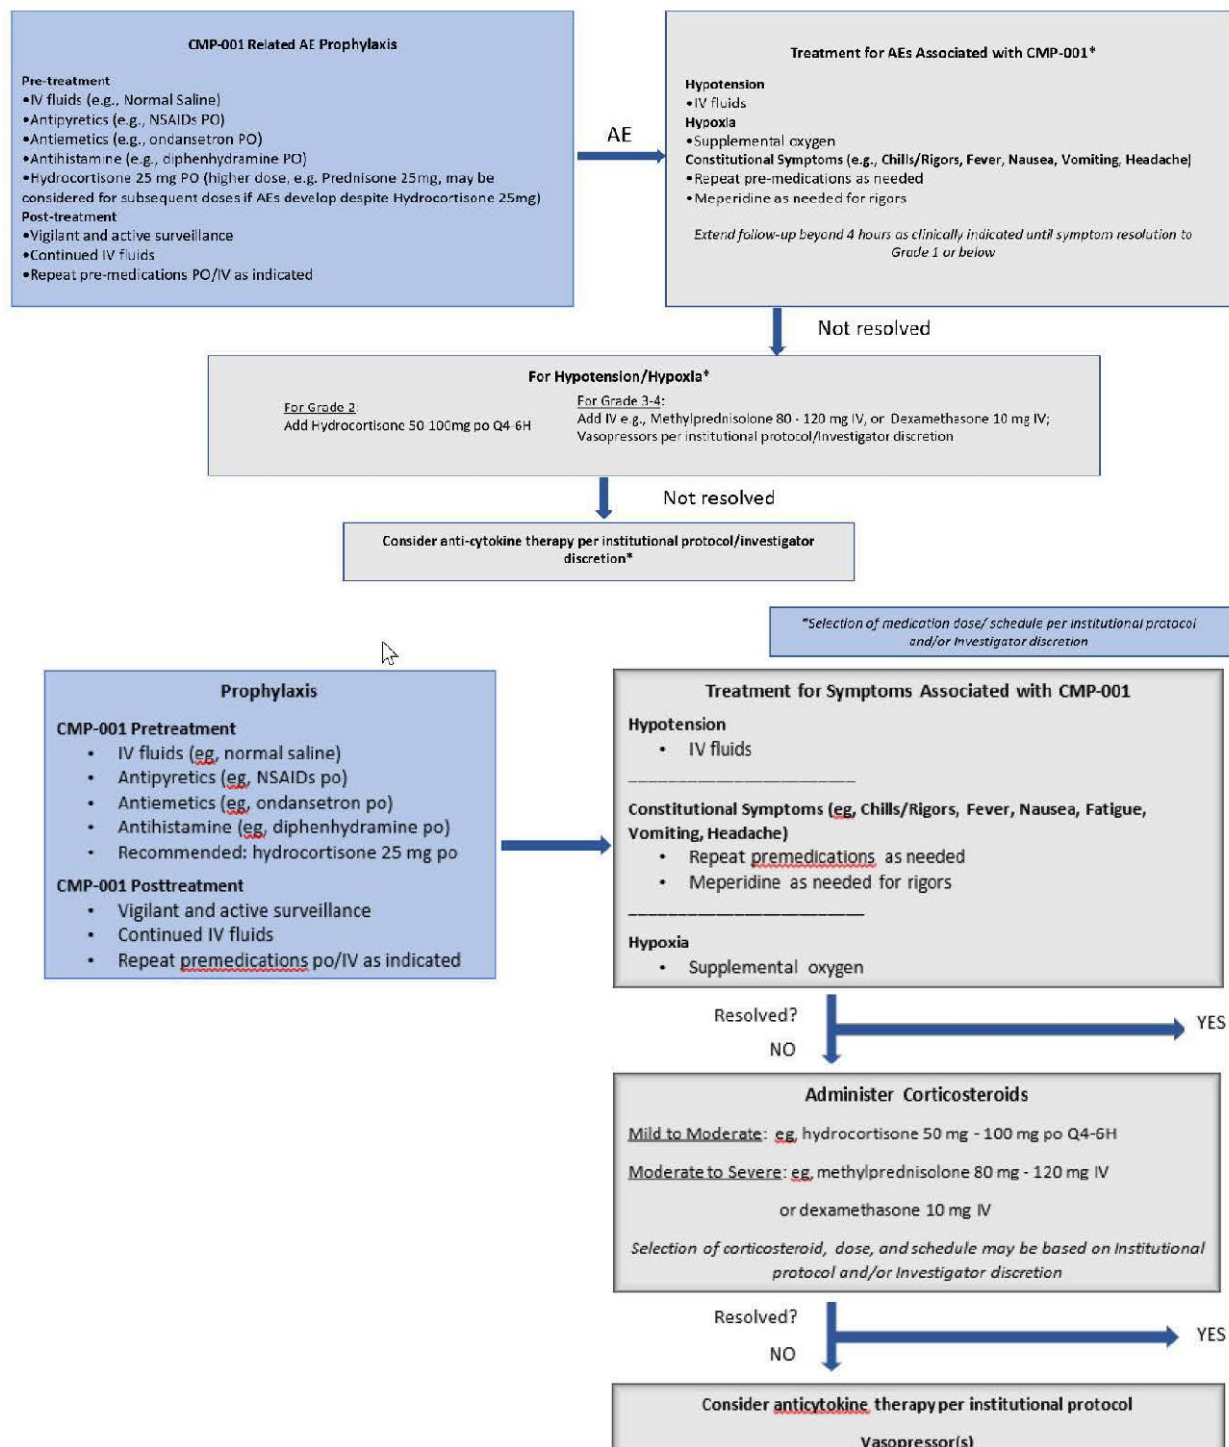 CMP-001 Related AE Prophylaxis
Pre-treatment
•IV fluids (e.g., Normal Saline)
•Antipyretics (e.g., NSAIDs PO)
•Antiemetics (e.g., ondansetron PO)
•Antihistamine (e.g., diphenhydramine PO)
•Hydrocortisone 25 mg PO (higher dose, e.g. Prednisone 25mg, may be
considered for subsequent doses if AEs develop despite Hydrocortisone 25mg)
Post-treatment
•Vigilant and active surveillance
•Continued IV fluids
•Repeat pre-medications PO/IV as indicated
AE
Treatment for AEs Associated with CMP-001*
Hypotension
•IV fluids
Hypoxia
•Supplemental oxygen
Constitutional Symptoms (e.g., Chills/Rigors, Fever, Nausea, Vomiting, Headache)
•Repeat pre-medications as needed
•Meperidine as needed for rigors
Extend follow-up beyond 4 hours as clinically indicated until symptom resolution to
Grade 1 or below
Not resolved
For Hypotension/Hypoxia*
For Grade 2:
Add Hydrocortisone 50-100mg po Q4-6H
For Grade 3-4:
Add IV e.g., Methylprednisolone 80 - 120 mg IV, or Dexamethasone 10 mg IV;
Vasopressors per institutional protocol/Investigator discretion
Not resolved
Consider anti-cytokine therapy per institutional protocol/investigator
discretion*
*Selection of medication dose/ schedule per Institutional protocol
and/or Investigator discretion
Prophylaxis
CMP-001 Pretreatment
• IV fluids (eg, normal saline)
• Antipyretics (eg, NSAIDs po)
• Antiemetics (eg, ondansetron po)
• Antihistamine (eg, diphenhydramine po)
• Recommended: hydrocortisone 25 mg po
CMP-001 Posttreatment
• Vigilant and active surveillance
• Continued IV fluids
• Repeat premedications po/IV as indicated
Treatment for Symptoms Associated with CMP-001
Hypotension
• IV fluids
Constitutional Symptoms (eg, Chills/Rigors, Fever, Nausea, Fatigue,
Vomiting, Headache)
• Repeat premedications as needed
• Meperidine as needed for rigors
Hypoxia
• Supplemental oxygen
Resolved?
YES
NO
Administer Corticosteroids
Mild to Moderate: eg, hydrocortisone 50 mg - 100 mg po Q4-6H
Moderate to Severe: eg, methylprednisolone 80 mg - 120 mg IV
or dexamethasone 10 mg IV
Selection of corticosteroid, dose, and schedule may be based on Institutional
protocol and/or Investigator discretion
Resolved?
YES
NO
Consider anticytokine therapy per institutional protocol
Vasopressor(s)